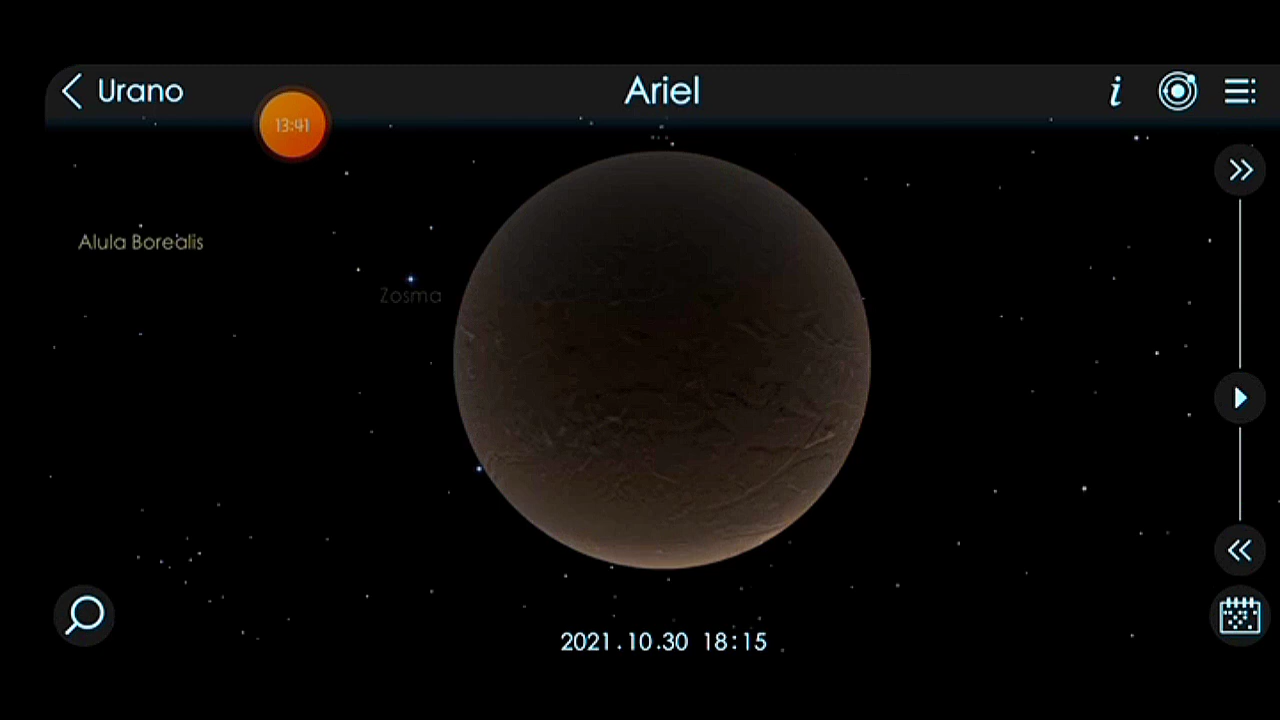 Urano
Ariel
i
13:41
Alula Borealis
Zosma
2021.10.30 18:15